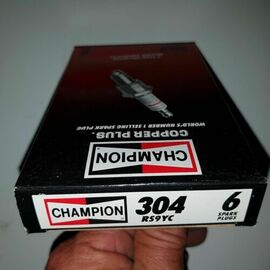 CHAMPION
COPPER PLUS.
WORLD'S NUMBER 1 SELLING SPARK PLUG
CHAMPION
304
RS9YC
6
SPARK
PLUGS